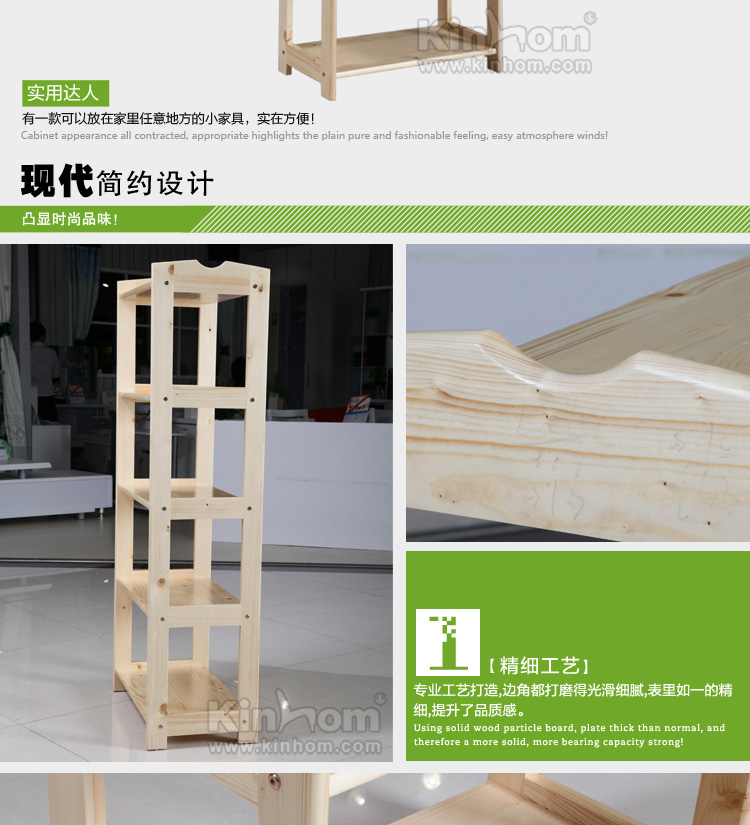 Kinhom
www.kinhom.com
实用达人
有一款可以放在家里任意地方的小家具，实在方便！
Cabinet appearance all contracted, appropriate highlights the plain pure and fashionable feeling, easy atmosphere winds!
现代简约设计
凸显时尚品味！
Kinhom
www.kinhom.com
1
【精细工艺】
专业工艺打造,边角都打磨得光滑细腻,表里如一的精
细,提升了品质感。
Using solid wood particle board, plate thick than normal, and
therefore a more solid, more bearing capacity strong!